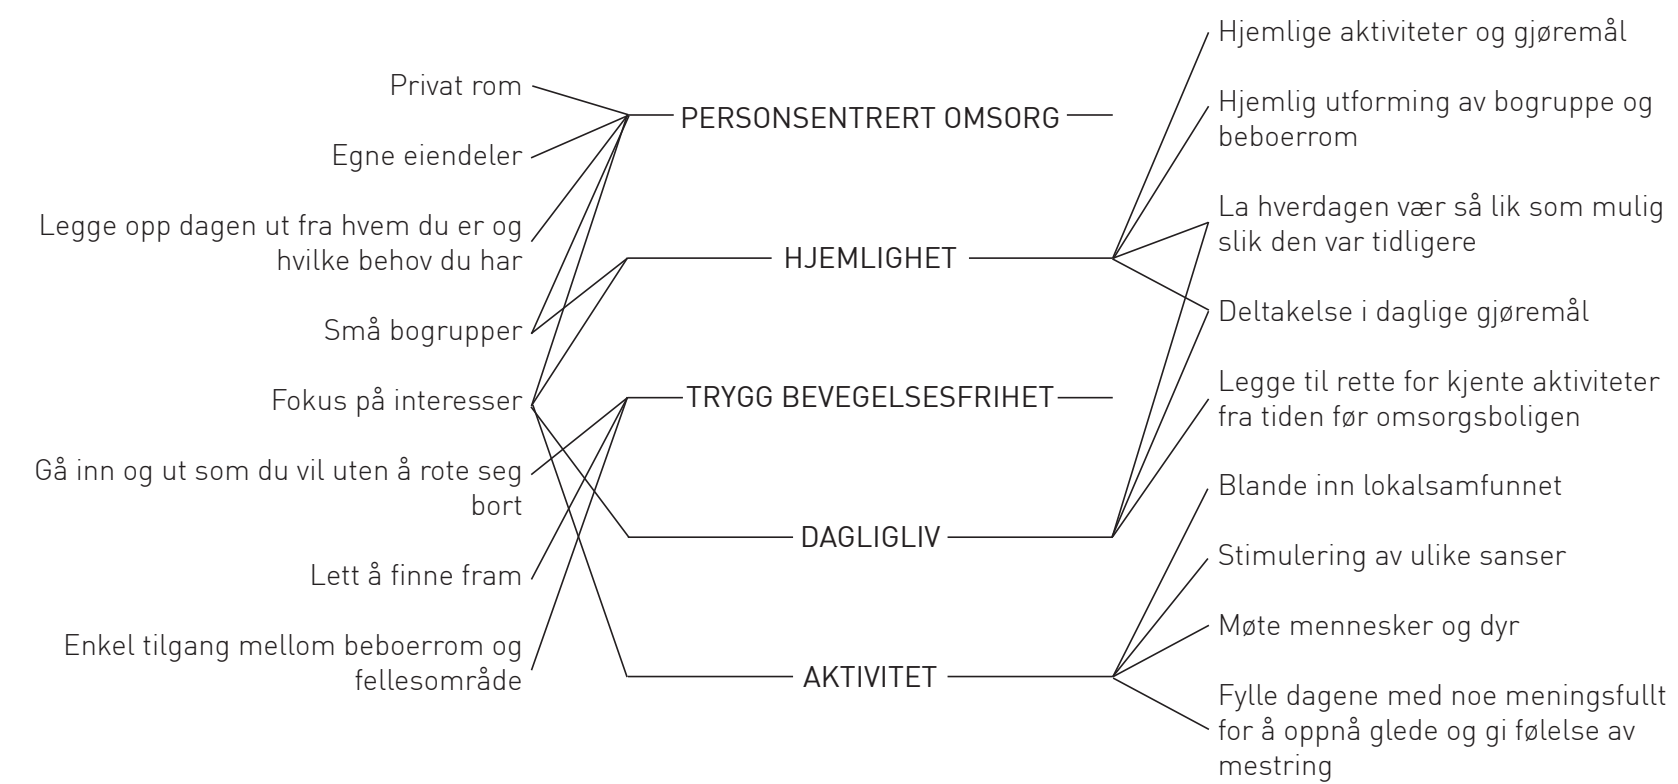 Privat rom
Egne eiendeler
Legge opp dagen ut fra hvem du er og
hvilke behov du har
Små bogrupper
Fokus på interesser
Gå inn og ut som du vil uten å rote seg
bort
Lett å finne fram
Enkel tilgang mellom beboerrom og
fellesområde
PERSONSENTRERT OMSORG
HJEMLIGHET
TRYGG BEVEGELSESFRIHET
DAGLIGLIV
AKTIVITET
Hjemlige aktiviteter og gjøremål
Hjemlig utforming av bogruppe og
beboerrom
La hverdagen vær så lik som mulig
slik den var tidligere
Deltakelse i daglige gjøremål
Legge til rette for kjente aktiviteter
fra tiden før omsorgsboligen
Blande inn lokalsamfunnet
Stimulering av ulike sanser
Møte mennesker og dyr
Fylle dagene med noe meningsfullt
for å oppnå glede og gi følelse av
mestring